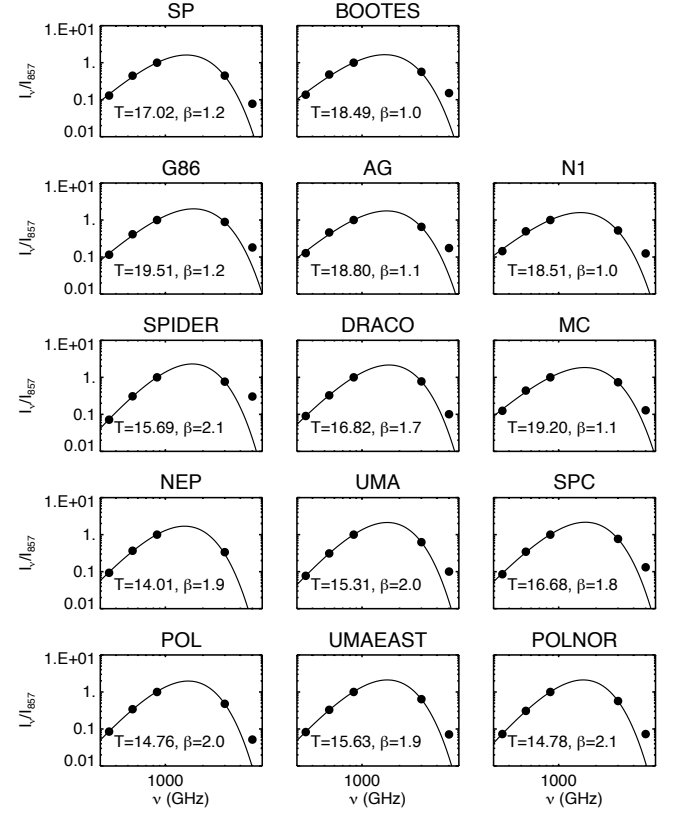 SP BOOTES
1.E+01
1.
0.1
0.01
Iν/I857
T=17.02, β=1.2
T=18.49, β=1.0
G86 AG N1
1.E+01
1.
0.1
0.01
Iν/I857
T=19.51, β=1.2
T=18.80, β=1.1
T=18.51, β=1.0
SPIDER DRACO MC
1.E+01
1.
0.1
0.01
Iν/I857
T=15.69, β=2.1
T=16.82, β=1.7
T=19.20, β=1.1
NEP UMA SPC
1.E+01
1.
0.1
0.01
Iν/I857
T=14.01, β=1.9
T=15.31, β=2.0
T=16.68, β=1.8
POL UMAEAST POLNOR
1.E+01
1.
0.1
0.01
Iν/I857
T=14.76, β=2.0
T=15.63, β=1.9
T=14.78, β=2.1
1000 1000 1000
ν (GHz) ν (GHz) ν (GHz)